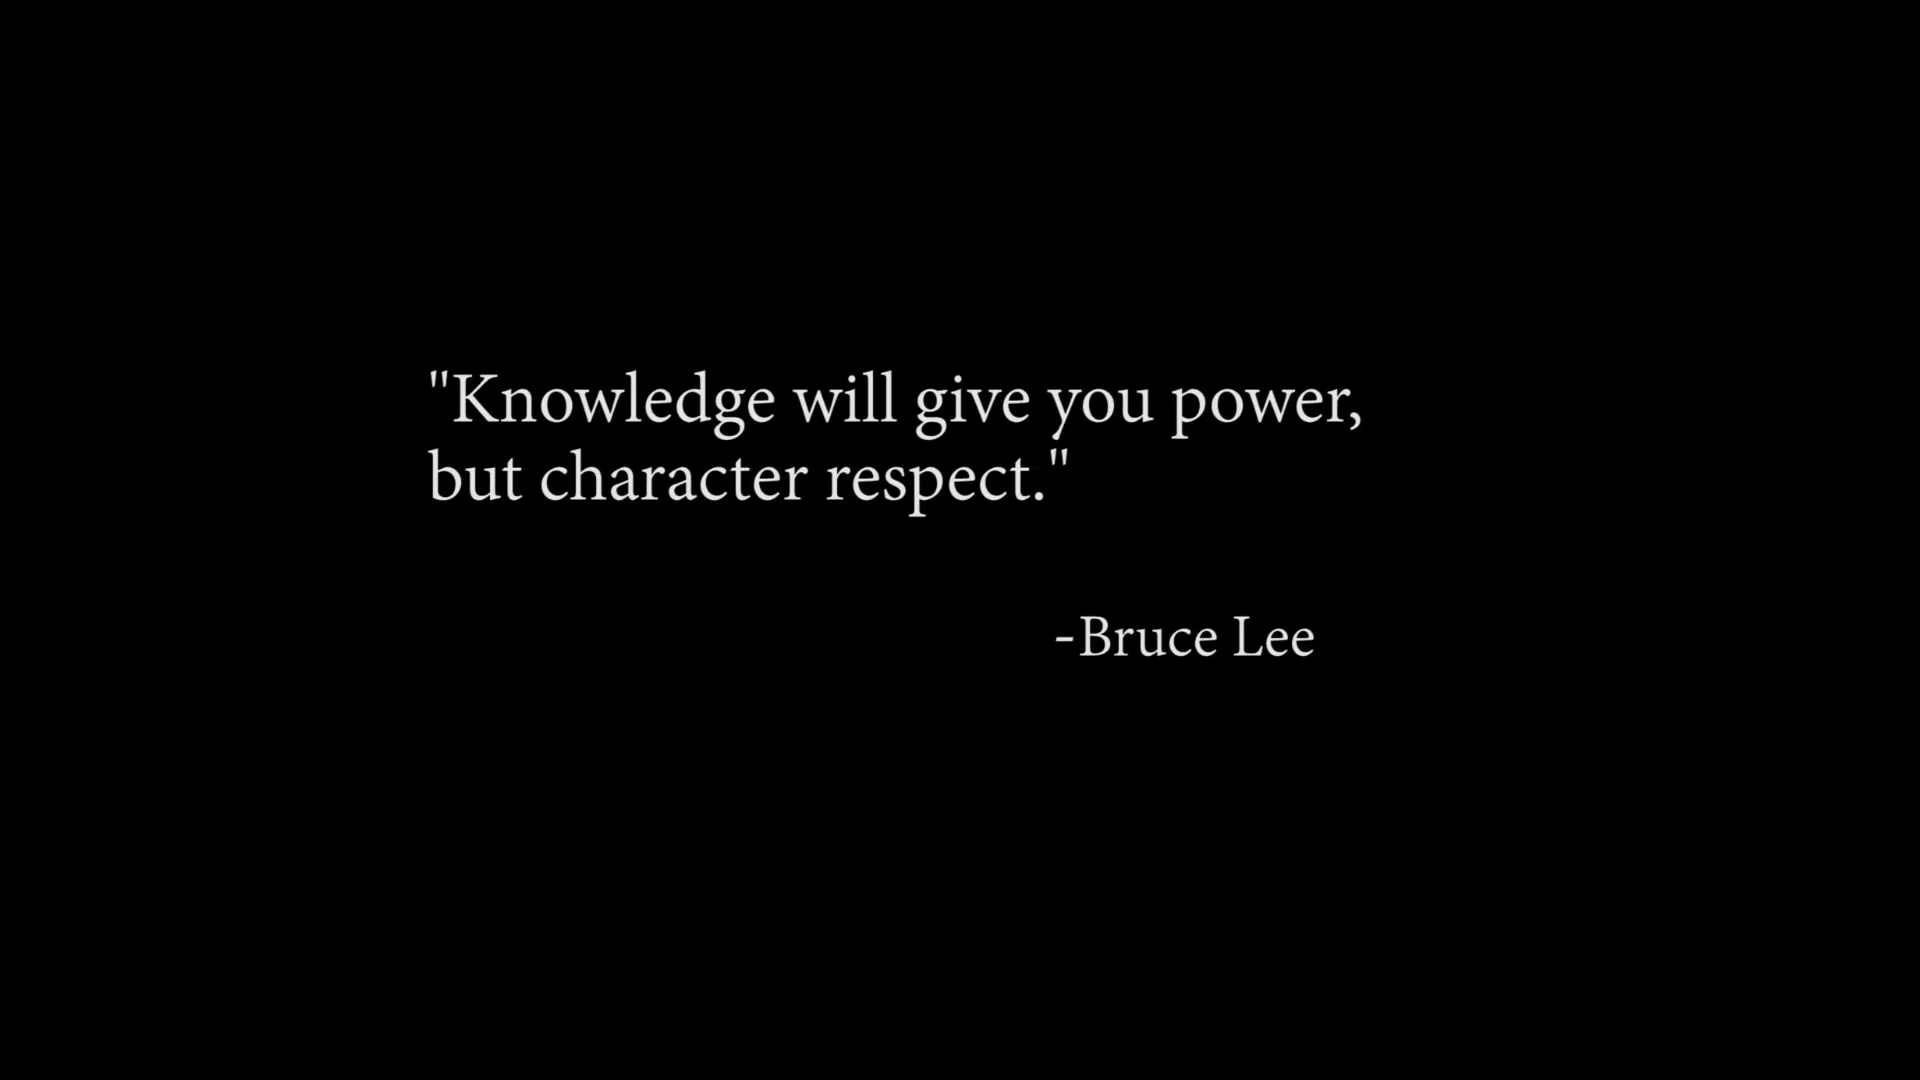 "Knowledge will give you power,
but character respect."
-Bruce Lee